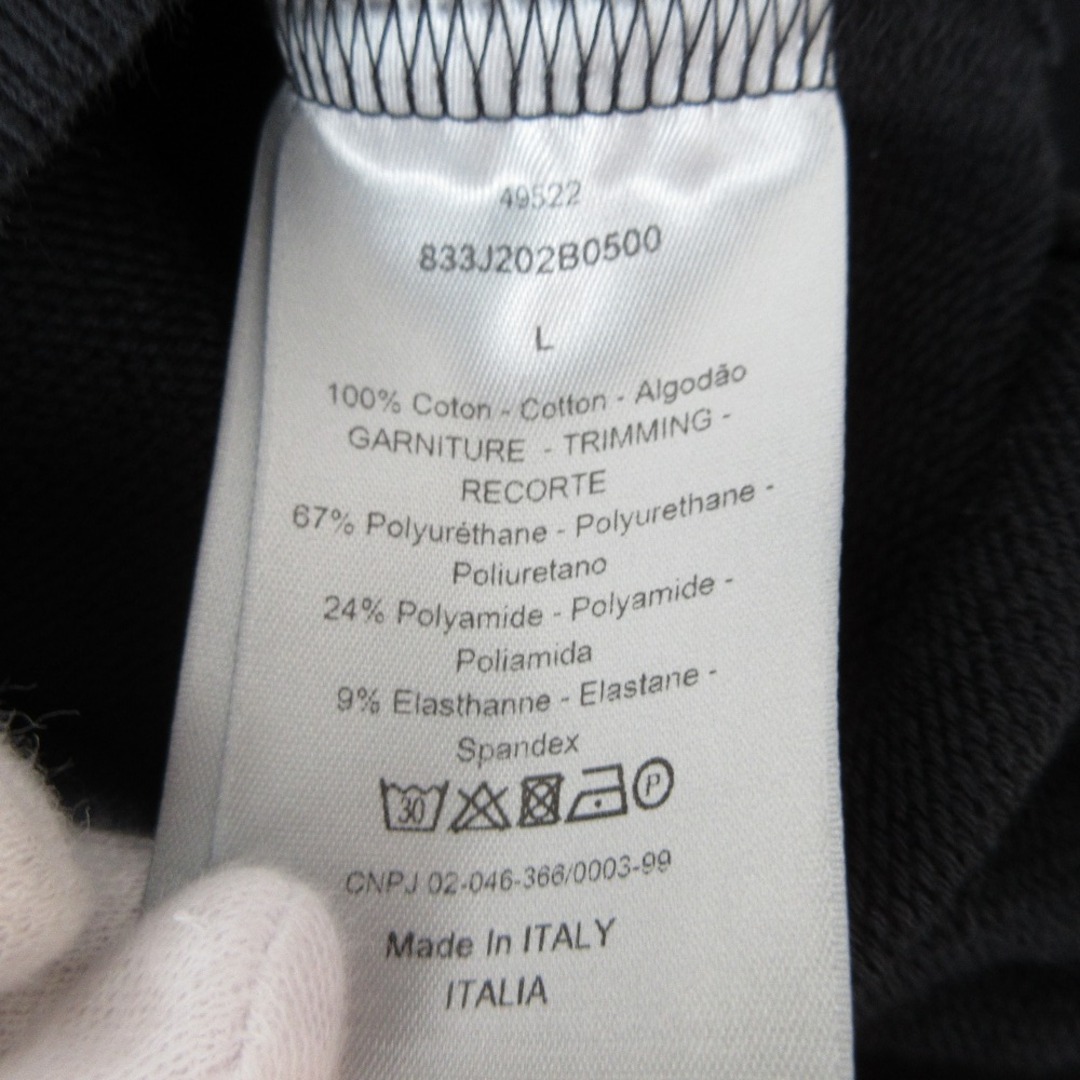 49522
833J202B0500
L
100% Coton - Cotton - Algodão
GARNITURE - TRIMMING -
RECORTE
67% Polyuréthane - Polyurethane -
Poliuretano
24% Polyamide - Polyamide -
Poliamida
9% Elasthanne - Elastane -
Spandex
30 P
CNPJ 02-046-366/0003-99
Made In ITALY
ITALIA